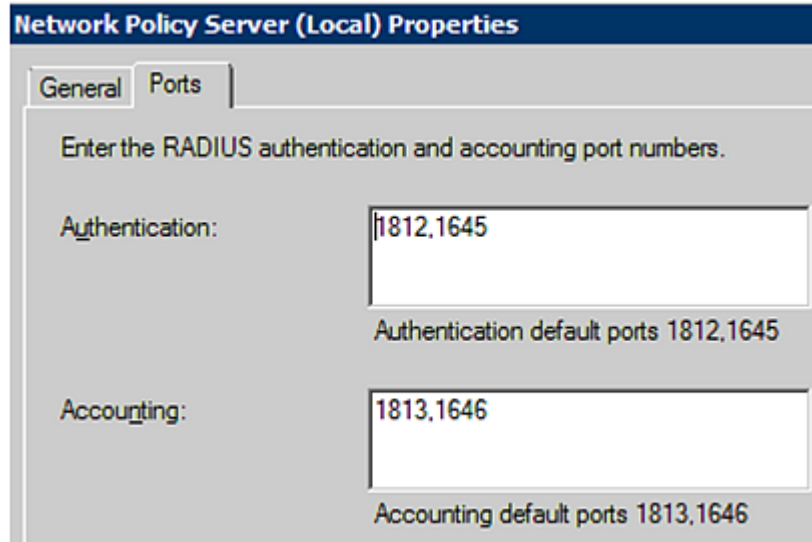 Network Policy Server (Local) Properties
General Ports
Enter the RADIUS authentication and accounting port numbers.
Authentication: 1812,1645
Authentication default ports 1812,1645
Accounting: 1813,1646
Accounting default ports 1813,1646